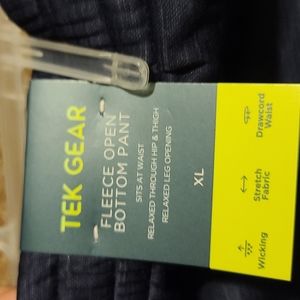 TEK GEAR
FLEECE OPEN
BOTTOM PANT
SITS AT WAIST
RELAXED THROUGH HIP & THIGH
RELAXED LEG OPENING
XL
Wicking
Stretch
Fabric
Drawcord
Waist